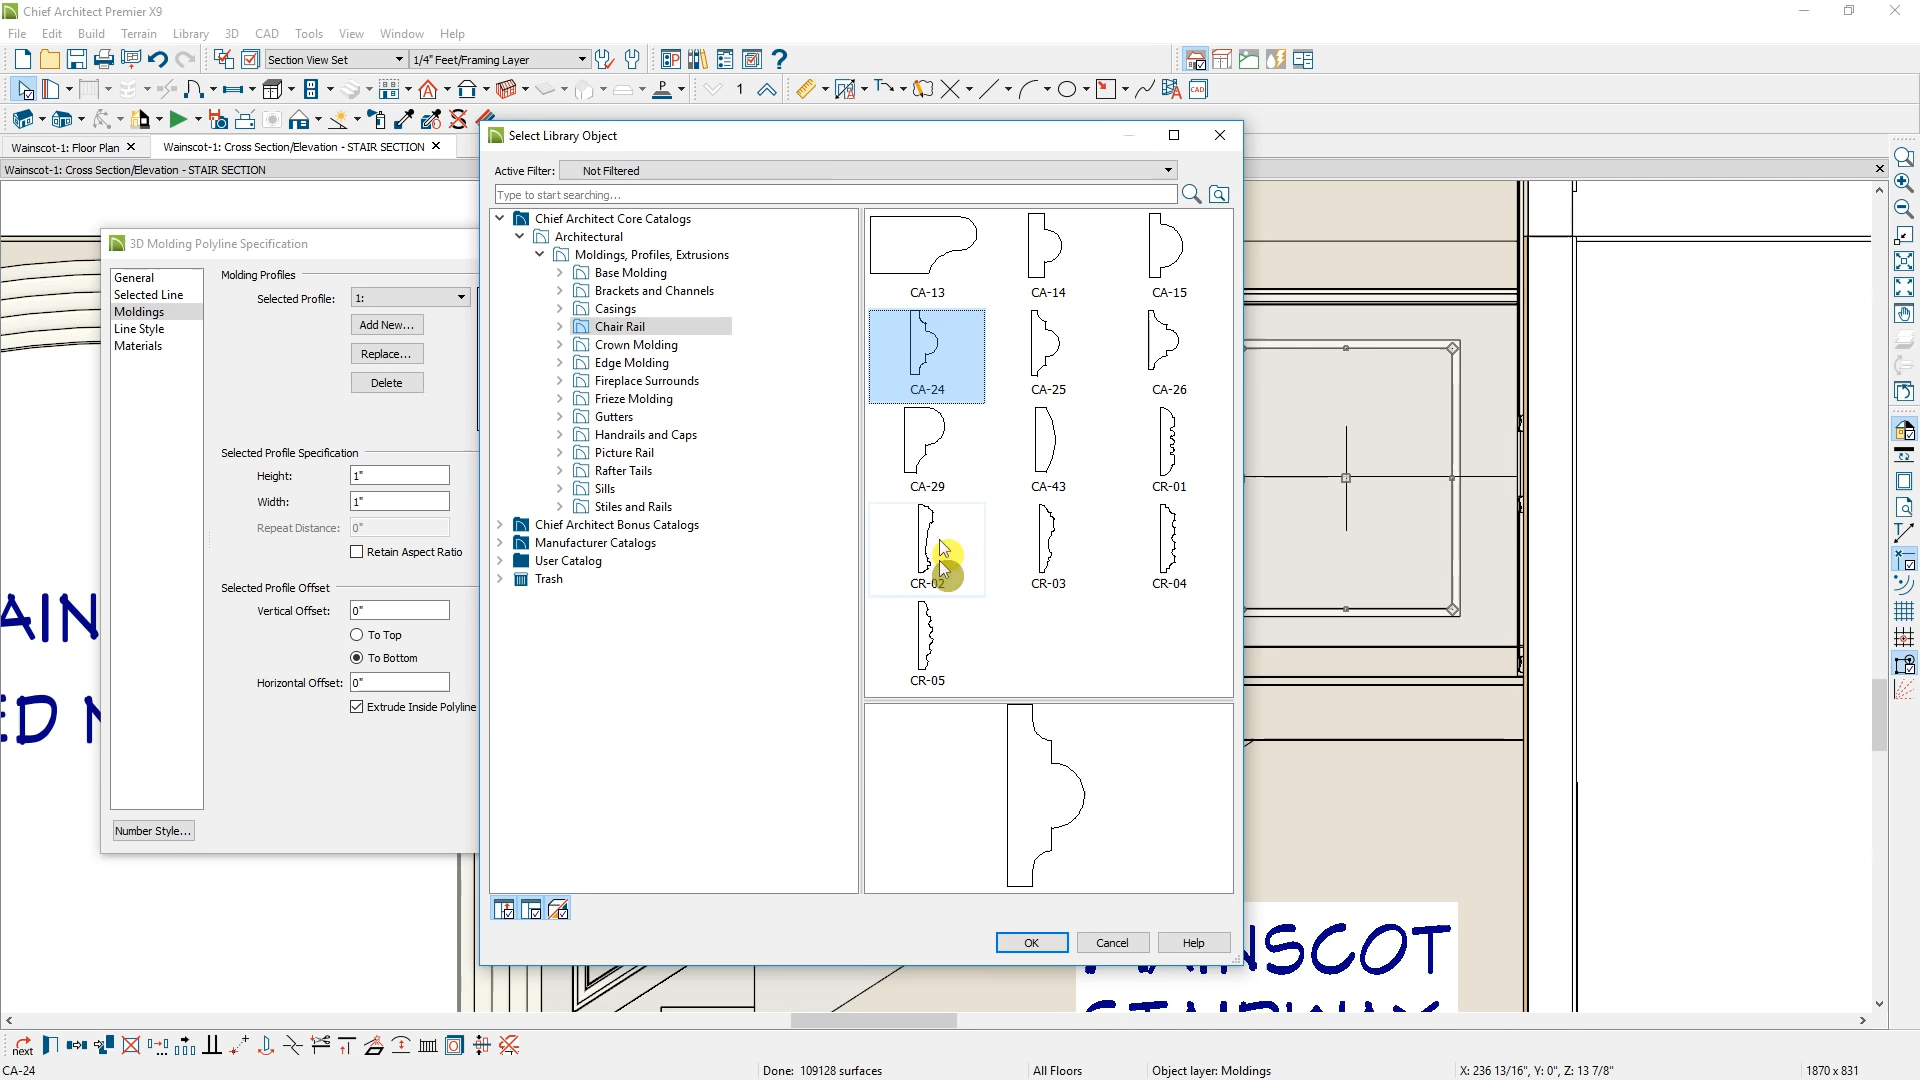 Chief Architect Premier X9
File Edit Build Terrain Library 3D CAD Tools View Window Help
Section View Set
1/4" Feet/Framing Layer
1
CAD
Wainscot-1: Floor Plan
Wainscot-1: Cross Section/Elevation - STAIR SECTION
Wainscot-1: Cross Section/Elevation - STAIR SECTION
3D Molding Polyline Specification
General
Selected Line
Moldings
Line Style
Materials
Number Style...
Molding Profiles
Selected Profile:
1:
Add New...
Replace...
Delete
Selected Profile Specification
Height: 1"
Width: 1"
Repeat Distance: 0"
Retain Aspect Ratio
Selected Profile Offset
Vertical Offset: 0"
To Top
To Bottom
Horizontal Offset: 0"
Extrude Inside Polyline
Select Library Object
Active Filter: Not Filtered
Type to start searching...
Chief Architect Core Catalogs
Architectural
Moldings, Profiles, Extrusions
Base Molding
Brackets and Channels
Casings
Chair Rail
Crown Molding
Edge Molding
Fireplace Surrounds
Frieze Molding
Gutters
Handrails and Caps
Picture Rail
Rafter Tails
Sills
Stiles and Rails
Chief Architect Bonus Catalogs
Manufacturer Catalogs
User Catalog
Trash
CA-13 CA-14 CA-15
CA-24 CA-25 CA-26
CA-29 CA-43 CR-01
CR-02 CR-03 CR-04
CR-05
OK Cancel Help
next
CA-24
Done: 109128 surfaces
All Floors
Object layer: Moldings
X: 236 13/16", Y: 0", Z: 13 7/8"
1870 x 831